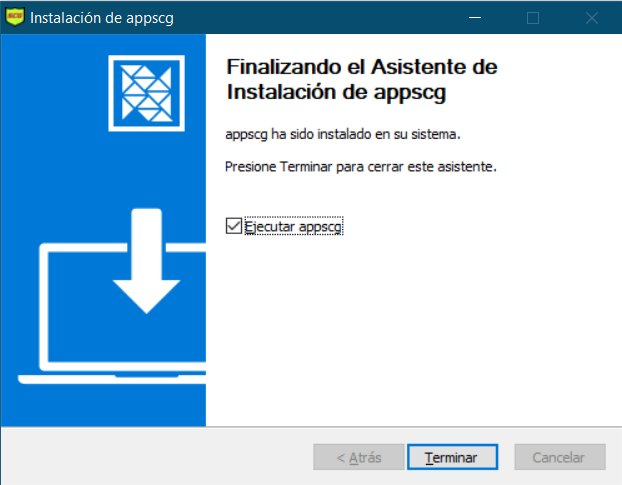 Instalación de appscg
Finalizando el Asistente de
Instalación de appscg
appscg ha sido instalado en su sistema.
Presione Terminar para cerrar este asistente.
Ejecutar appscg
< Atrás
Terminar
Cancelar